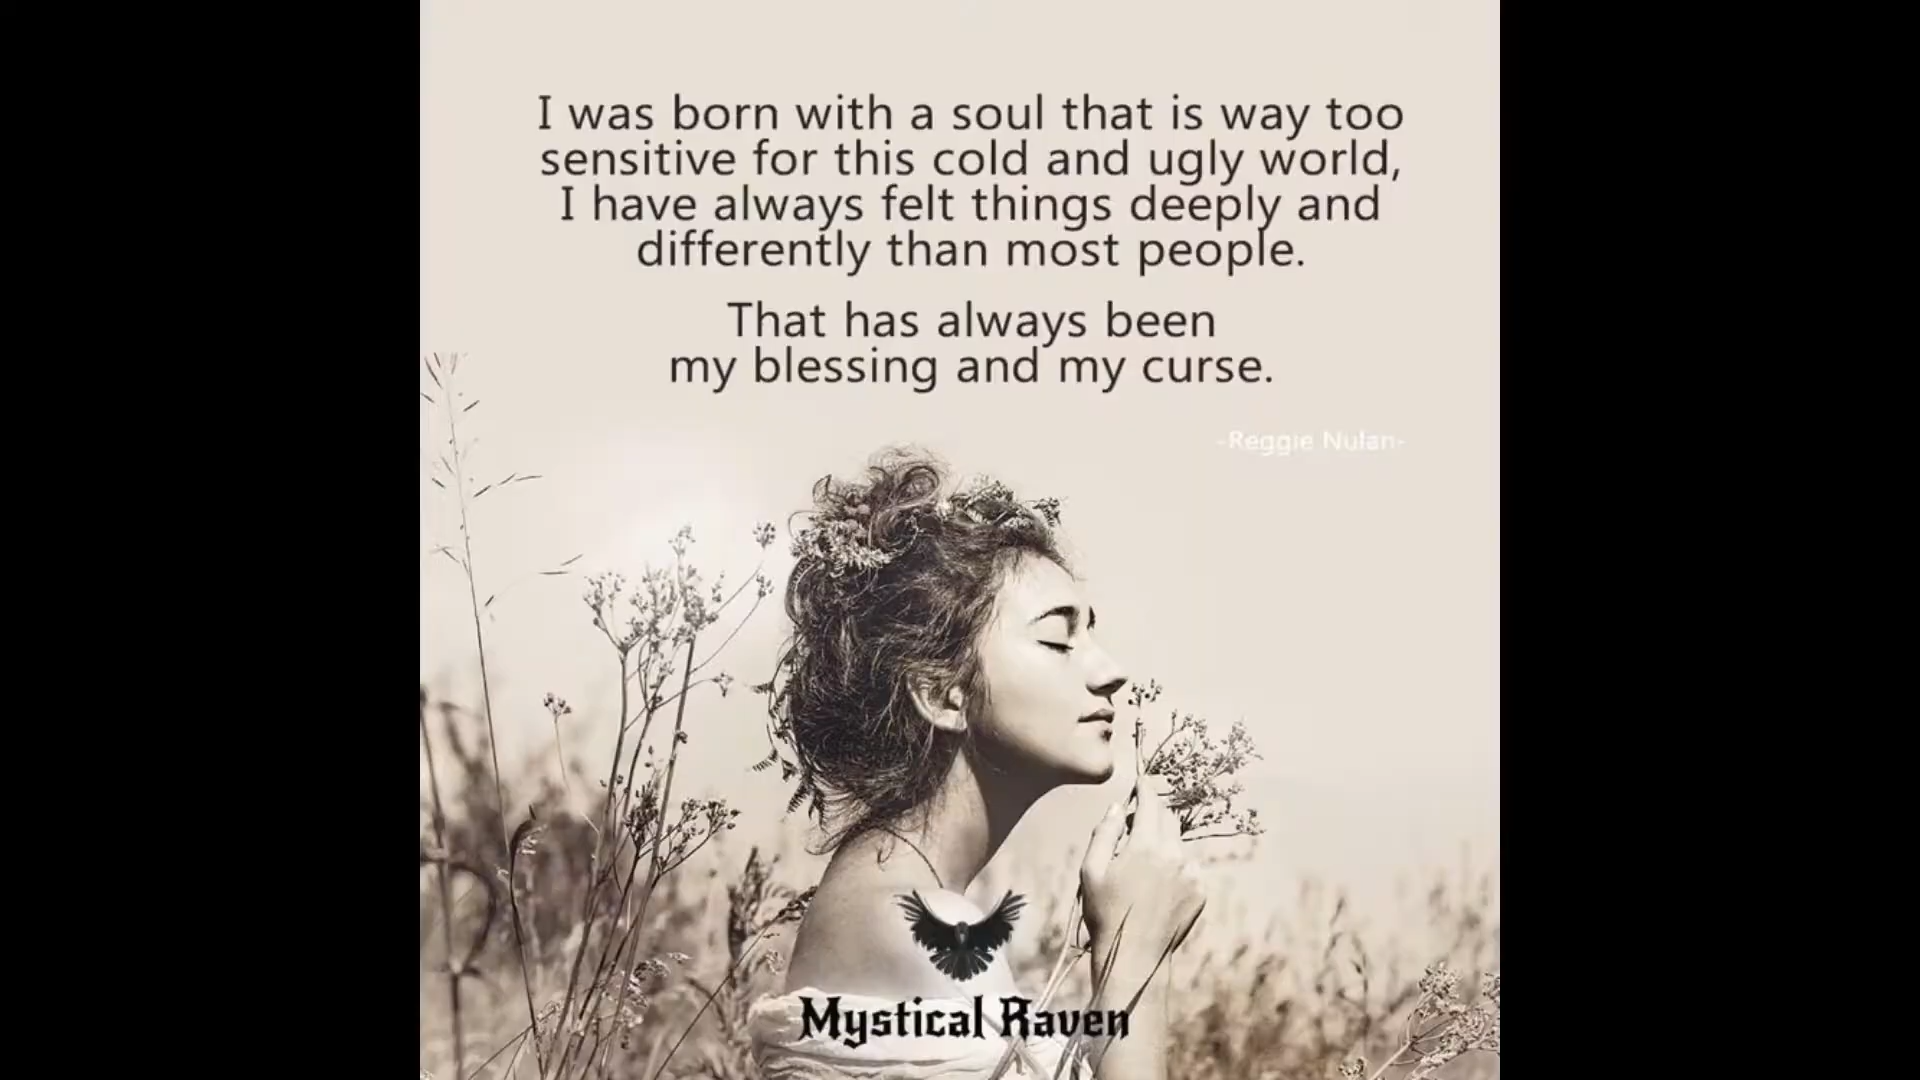 I was born with a soul that is way too
sensitive for this cold and ugly world,
I have always felt things deeply and
differently than most people.
That has always been
my blessing and my curse.
-Reggie Nulan-
Mystical Raven